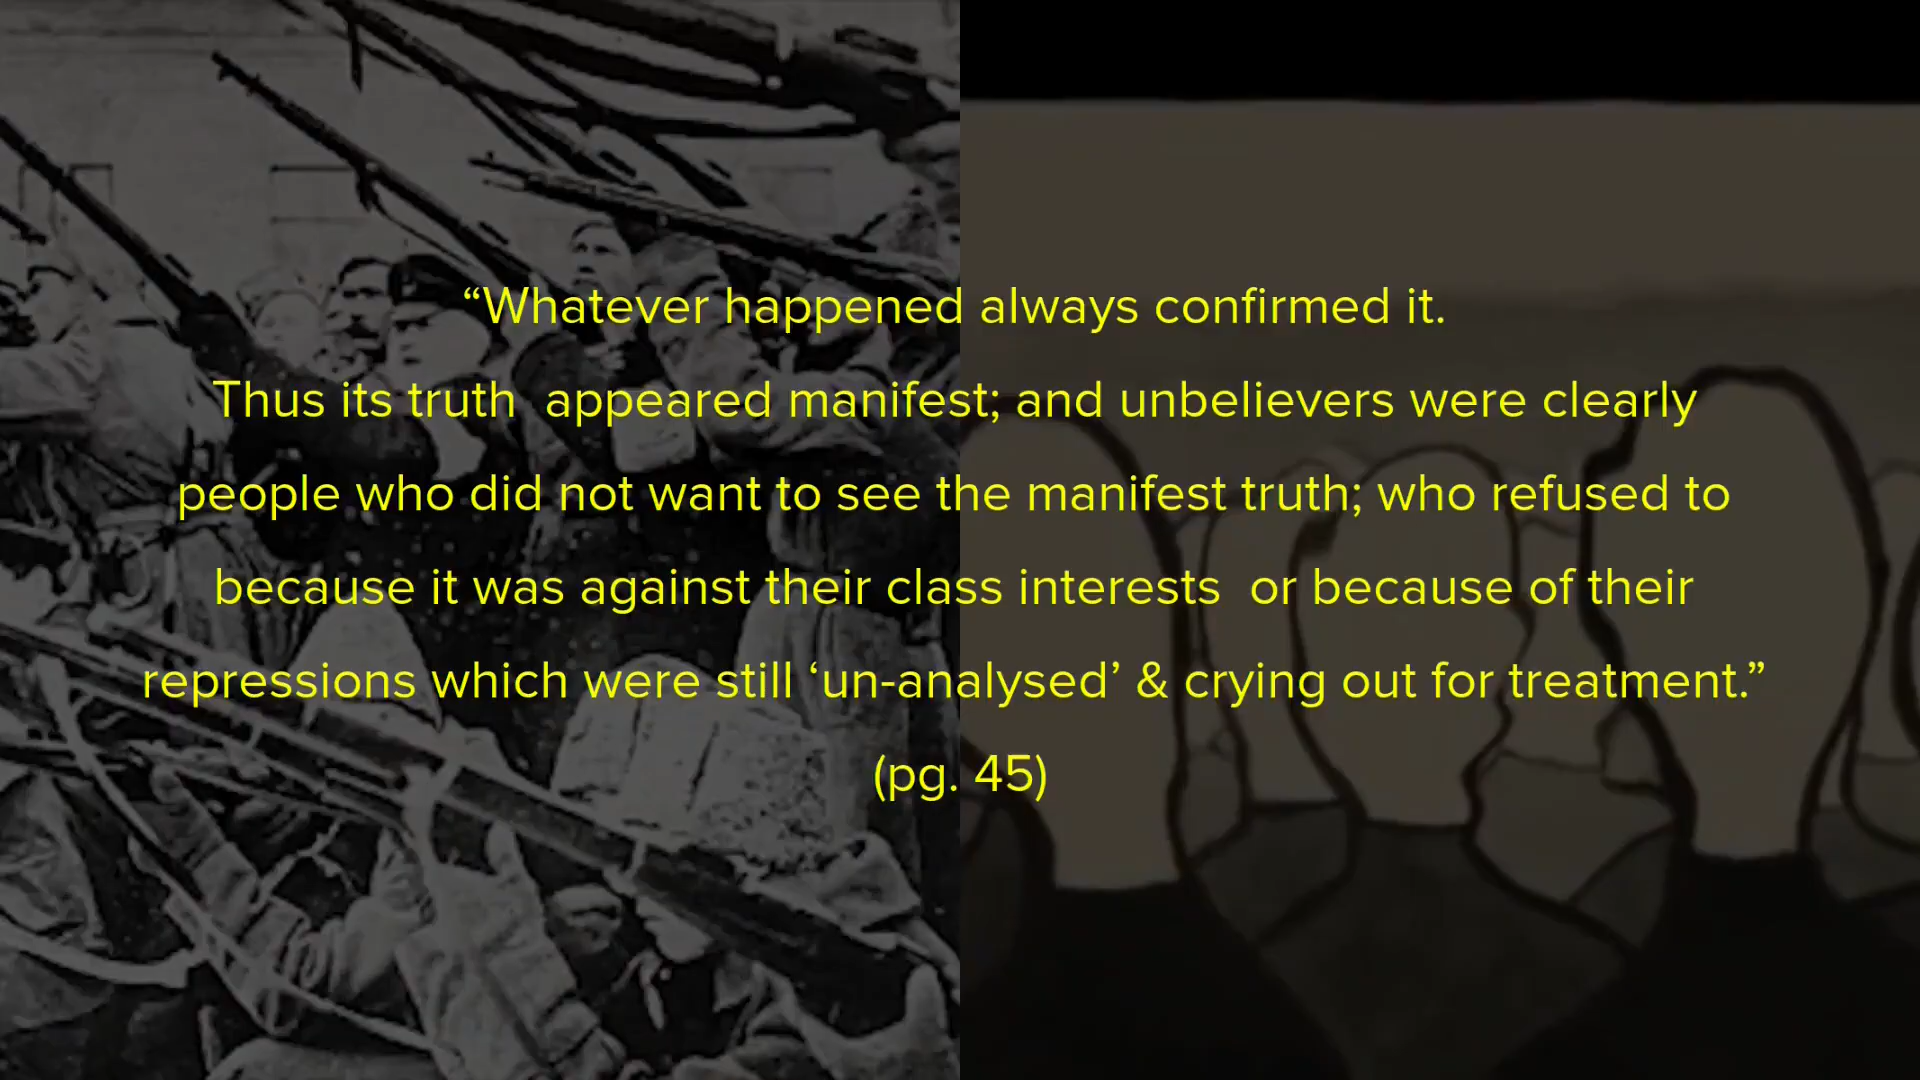 “Whatever happened always confirmed it.
Thus its truth  appeared manifest; and unbelievers were clearly
people who did not want to see the manifest truth; who refused to
because it was against their class interests  or because of their
repressions which were still ‘un-analysed’ & crying out for treatment.”
(pg. 45)